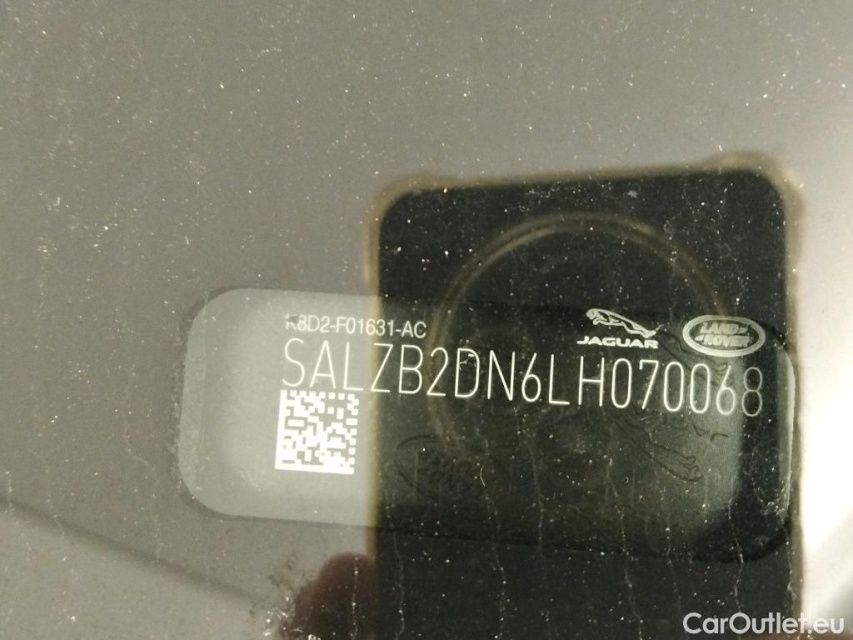 K8D2-F01631-AC
JAGUAR
LAND ROVER
SALZB2DN6LH070068
CarOutlet.eu